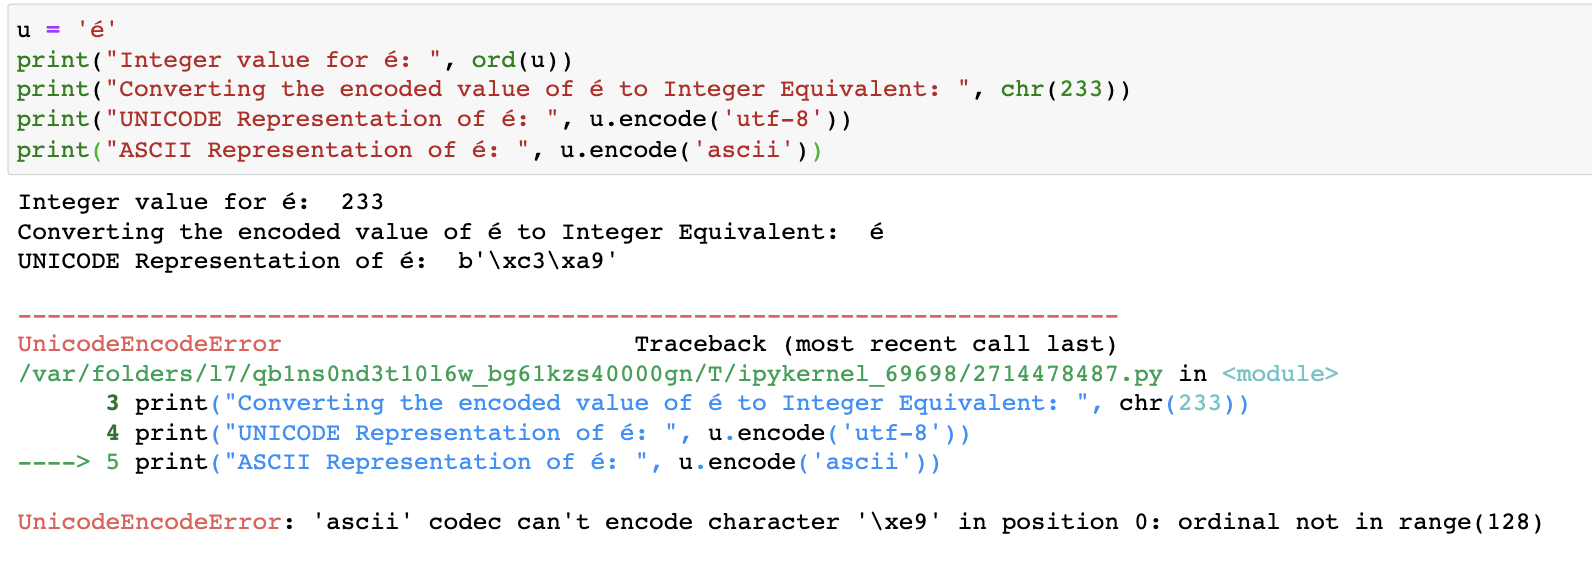 u = 'é'
print("Integer value for é: ", ord(u))
print("Converting the encoded value of é to Integer Equivalent: ", chr(233))
print("UNICODE Representation of é: ", u.encode('utf-8'))
print("ASCII Representation of é: ", u.encode('ascii'))
Integer value for é:  233
Converting the encoded value of é to Integer Equivalent:  é
UNICODE Representation of é:  b'\xc3\xa9'
---------------------------------------------------------------------------
UnicodeEncodeError                        Traceback (most recent call last)
/var/folders/l7/qb1ns0nd3t10l6w_bg61kzs40000gn/T/ipykernel_69698/2714478487.py in <module>
      3 print("Converting the encoded value of é to Integer Equivalent: ", chr(233))
      4 print("UNICODE Representation of é: ", u.encode('utf-8'))
----> 5 print("ASCII Representation of é: ", u.encode('ascii'))
UnicodeEncodeError: 'ascii' codec can't encode character '\xe9' in position 0: ordinal not in range(128)